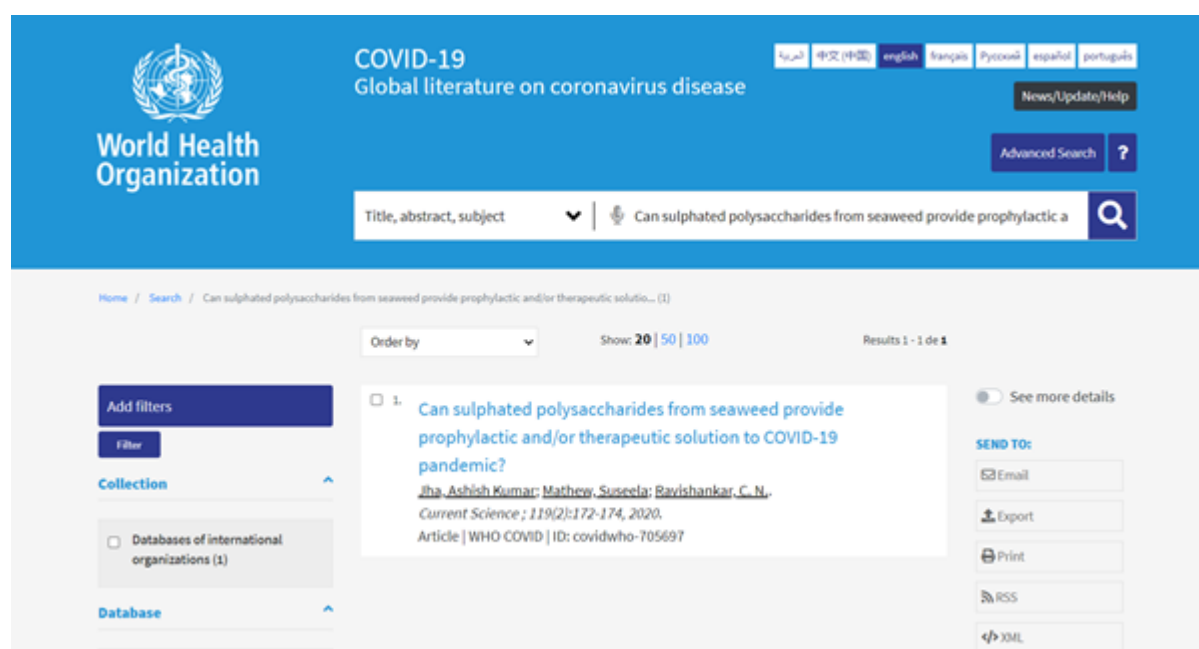 World Health
Organization
COVID-19
Global literature on coronavirus disease
العربية 中文 (中国) english français Русский español português
News/Update/Help
Advanced Search ?
Title, abstract, subject Can sulphated polysaccharides from seaweed provide prophylactic a
Home / Search / Can sulphated polysaccharides from seaweed provide prophylactic and/or therapeutic solutio... (1)
Order by Show: 20 | 50 | 100 Results 1 - 1 de 1
Add filters
Filter
Collection
Databases of international
organizations (1)
Database
1. Can sulphated polysaccharides from seaweed provide
prophylactic and/or therapeutic solution to COVID-19
pandemic?
Jha, Ashish Kumar; Mathew, Suseela; Ravishankar, C. N..
Current Science ; 119(2):172-174, 2020.
Article | WHO COVID | ID: covidwho-705697
See more details
SEND TO:
Email
Export
Print
RSS
</> XML